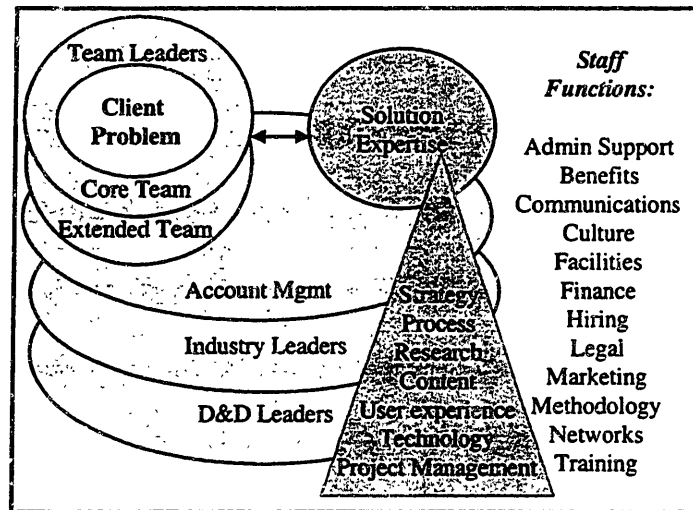 Team Leaders
Client
Problem
Core Team
Extended Team
Account Mgmt
Industry Leaders
D&D Leaders
Solution
Expertise
Strategy
Process
Research
Content
User experience
Technology
Project Management
Staff
Functions:
Admin Support
Benefits
Communications
Culture
Facilities
Finance
Hiring
Legal
Marketing
Methodology
Networks
Training